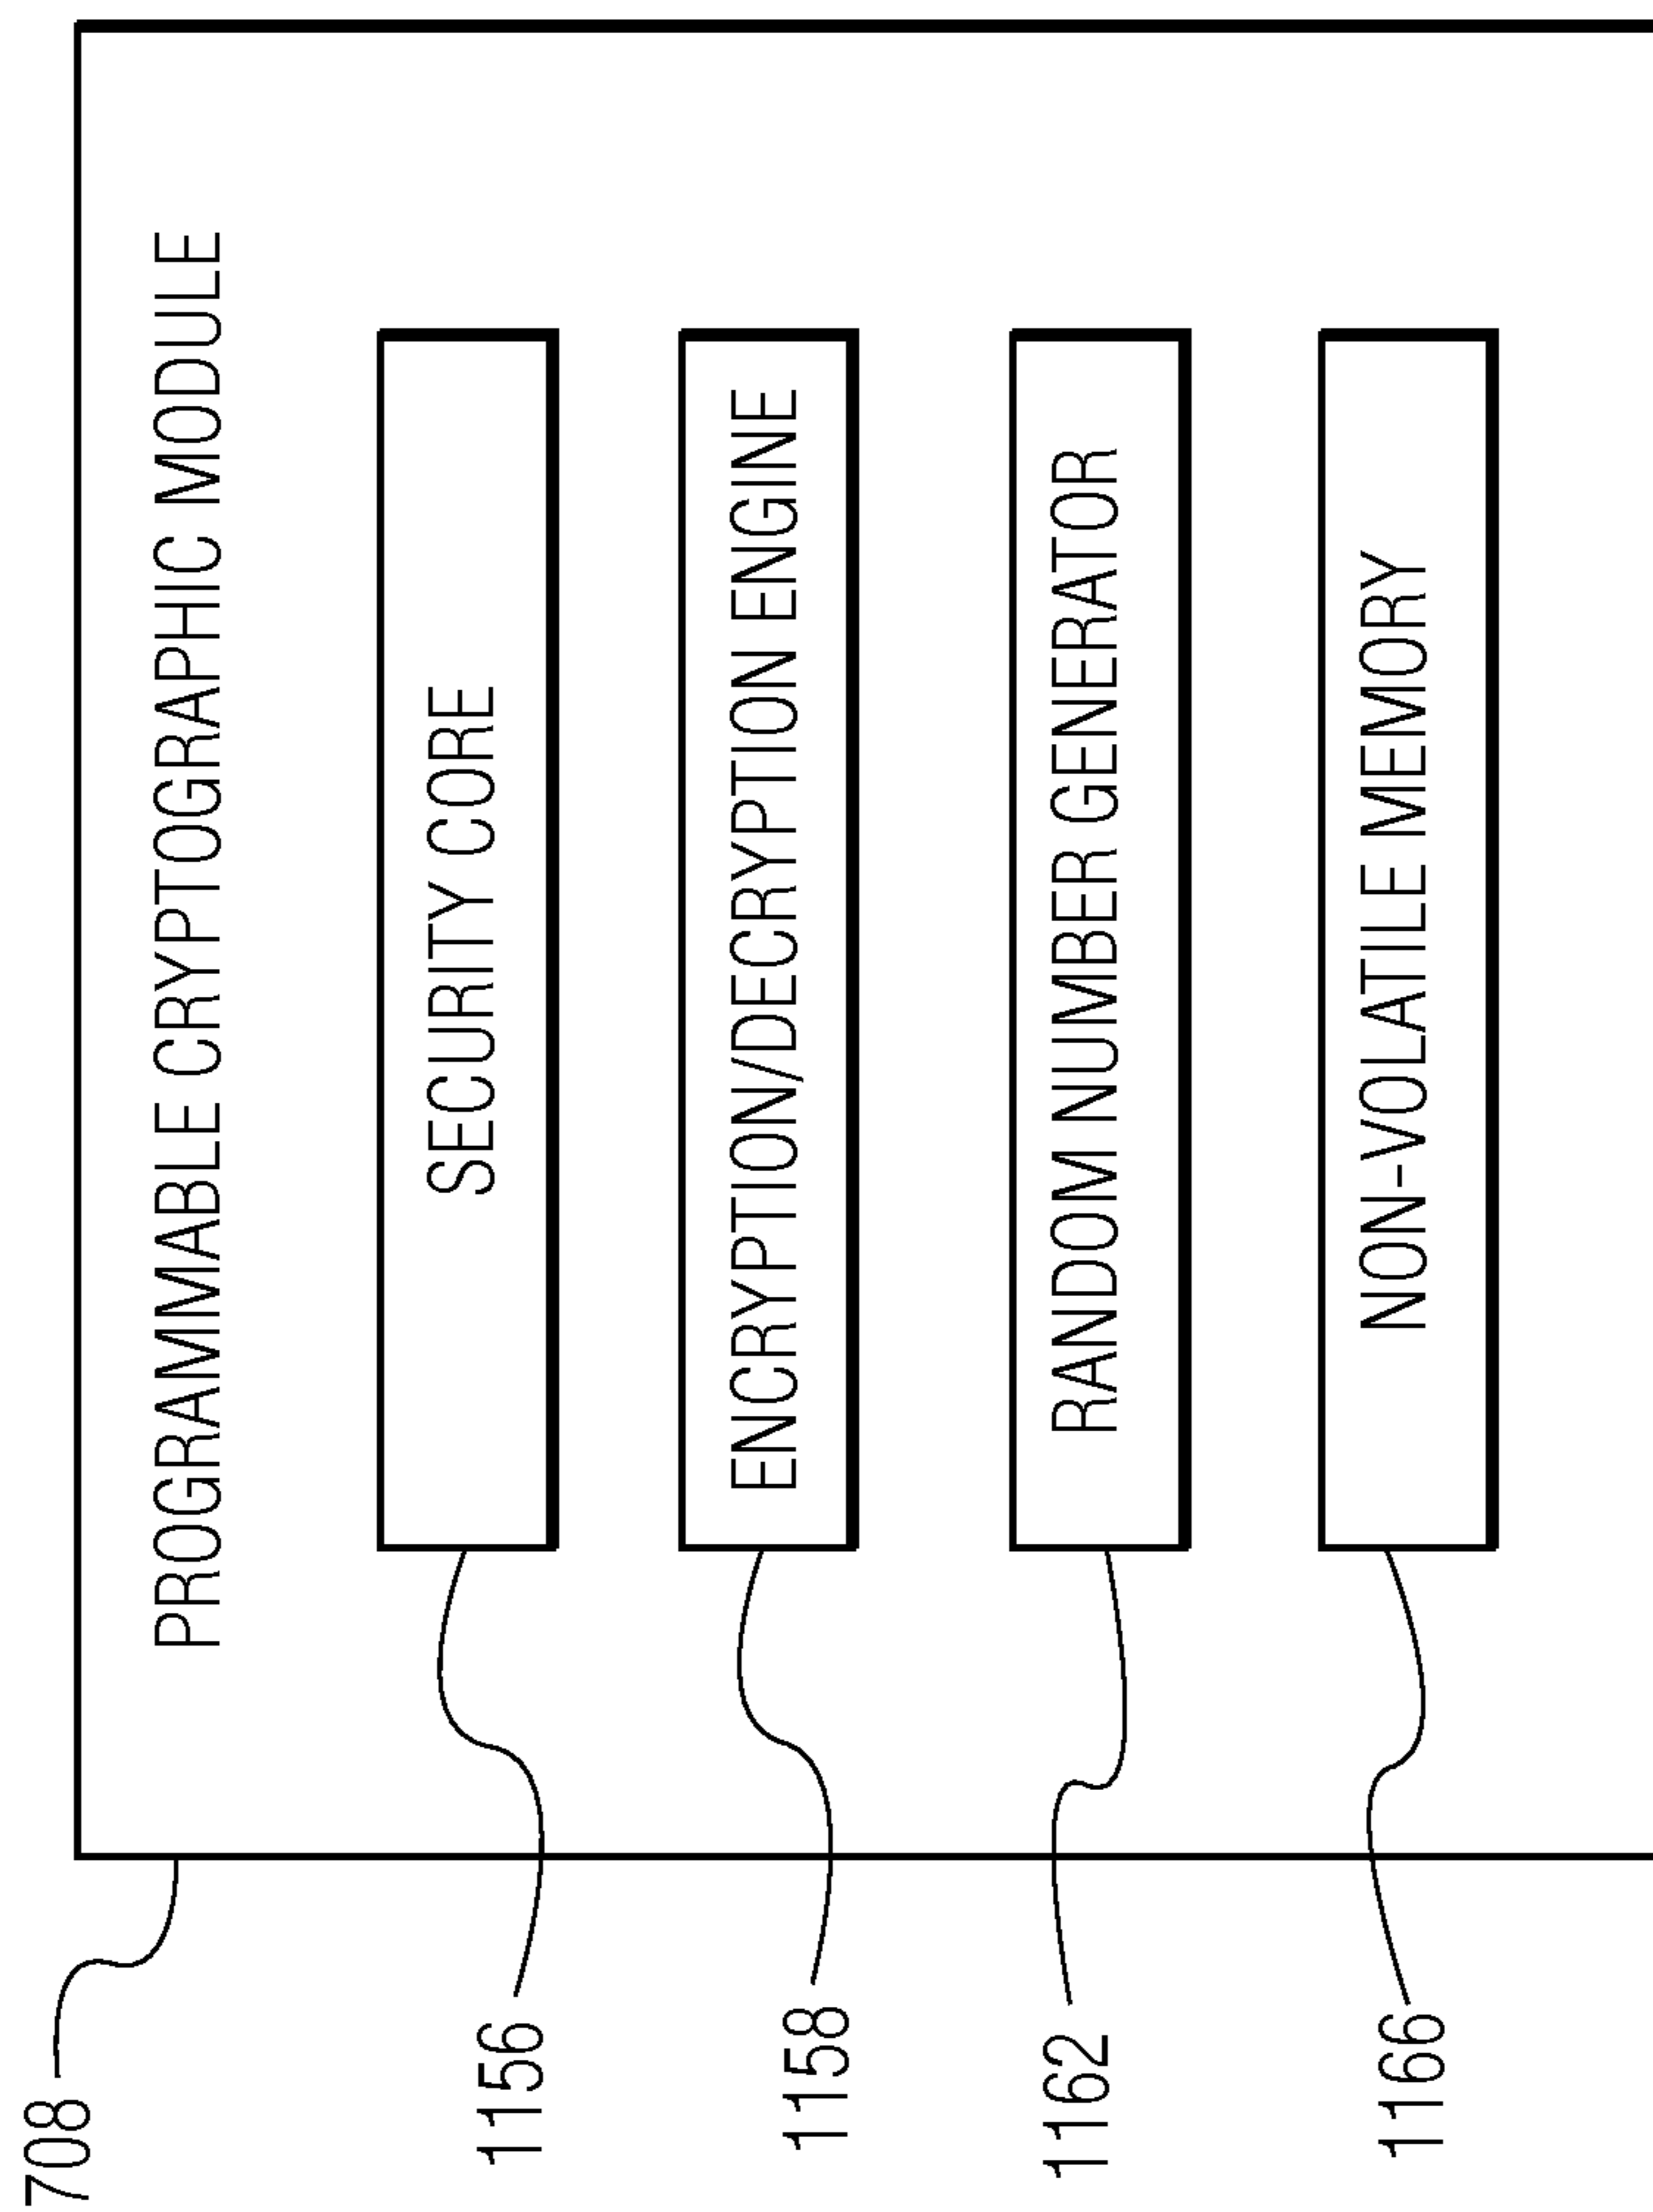 PROGRAMMABLE CRYPTOGRAPHIC MODULE
708
SECURITY CORE
1156
ENCRYPTION/DECRYPTION ENGINE
1158
RANDOM NUMBER GENERATOR
1162
NON-VOLATILE MEMORY
1166